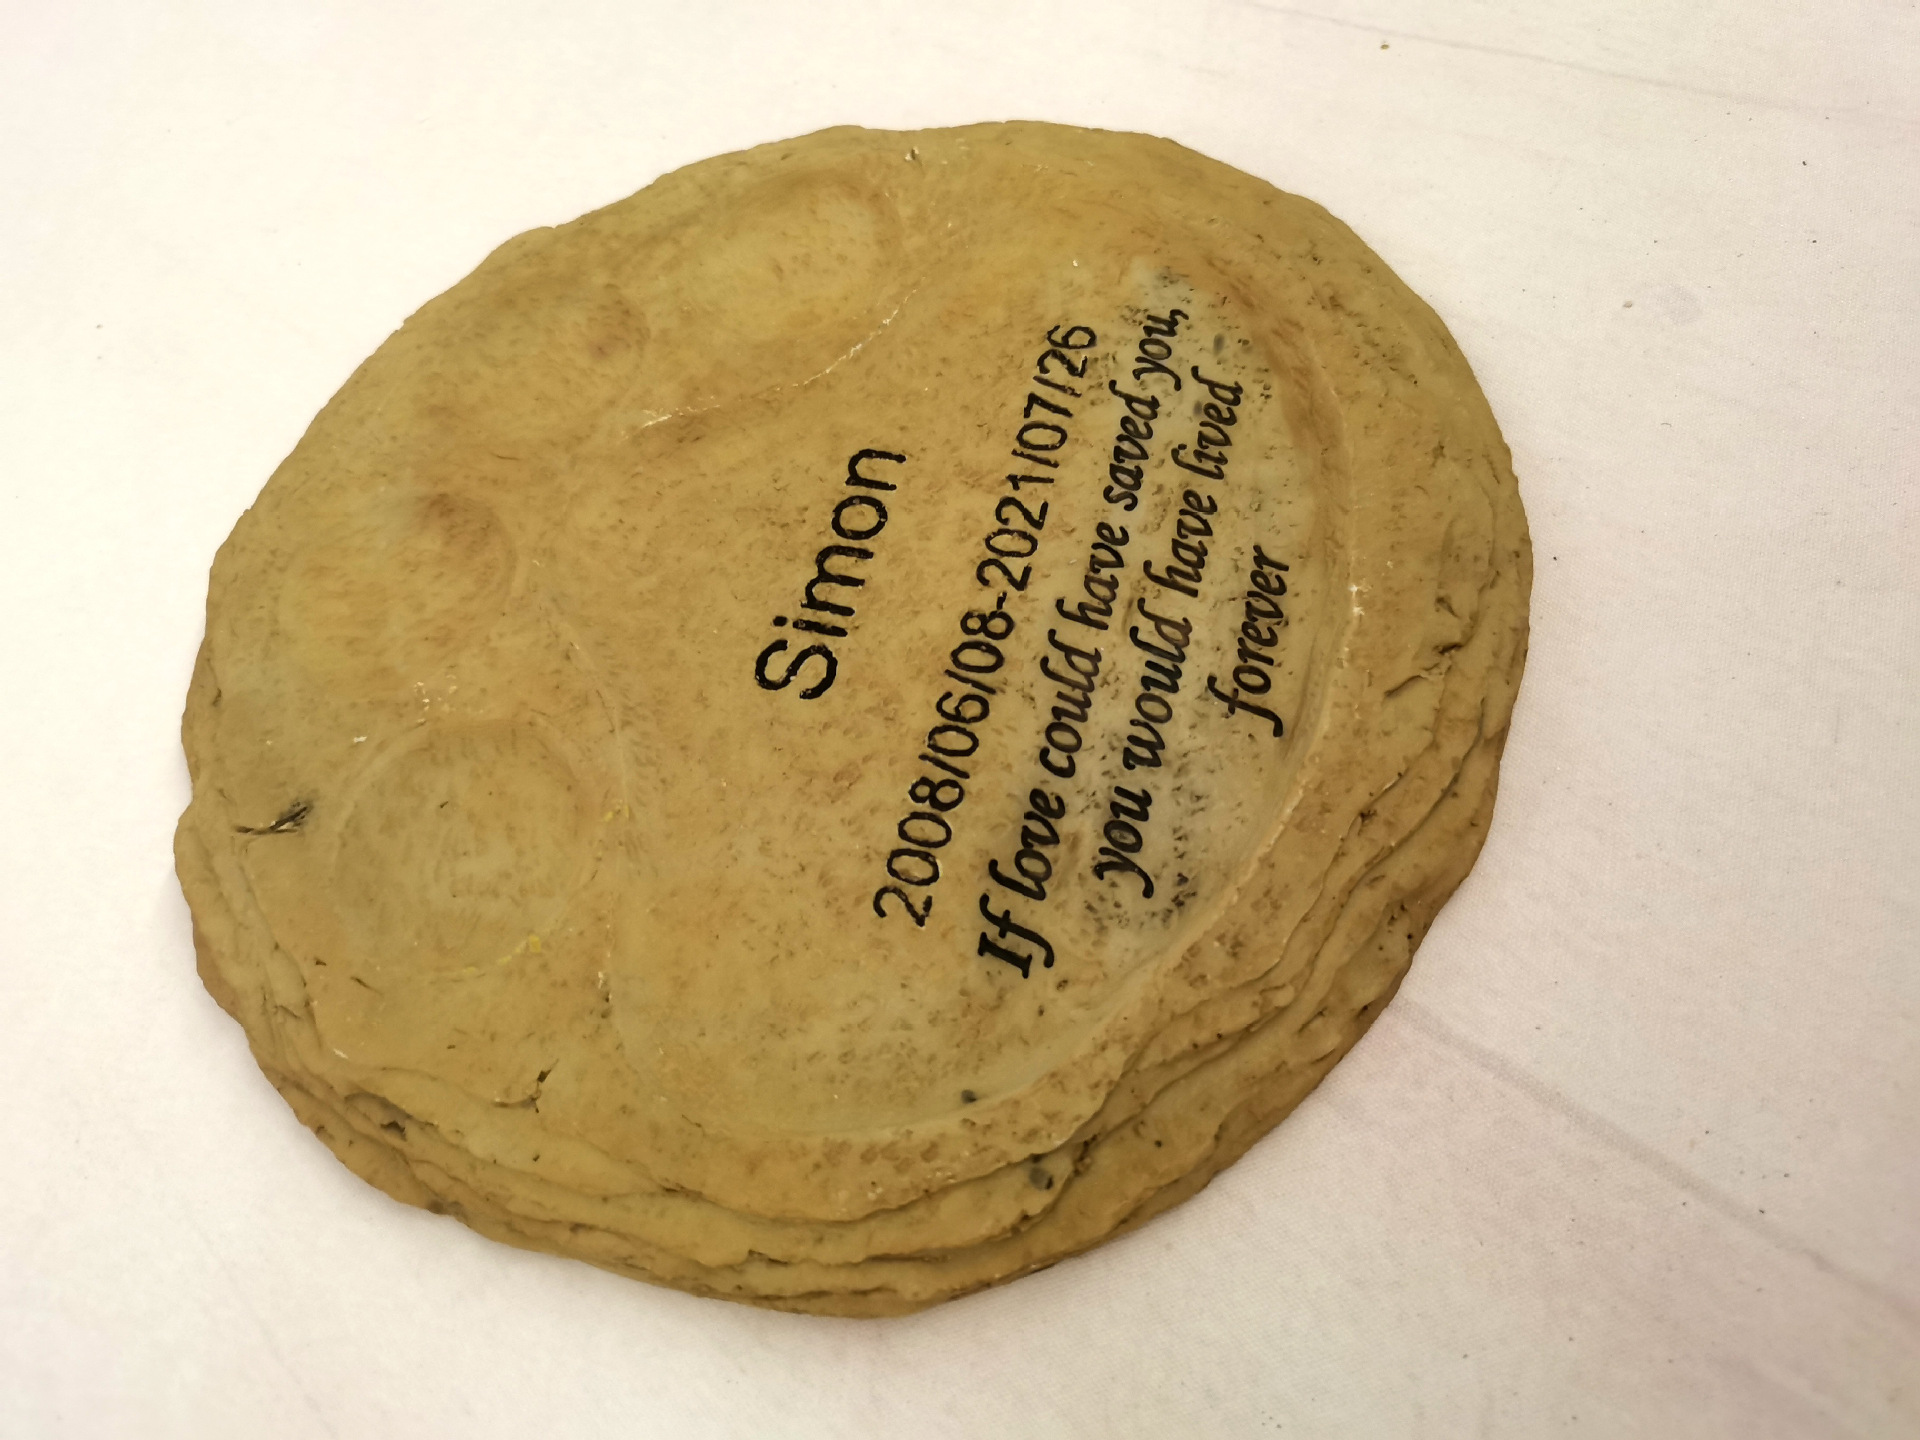 Simon
2008/06/08-2021/07/26
If love could have saved you,
you would have lived
forever